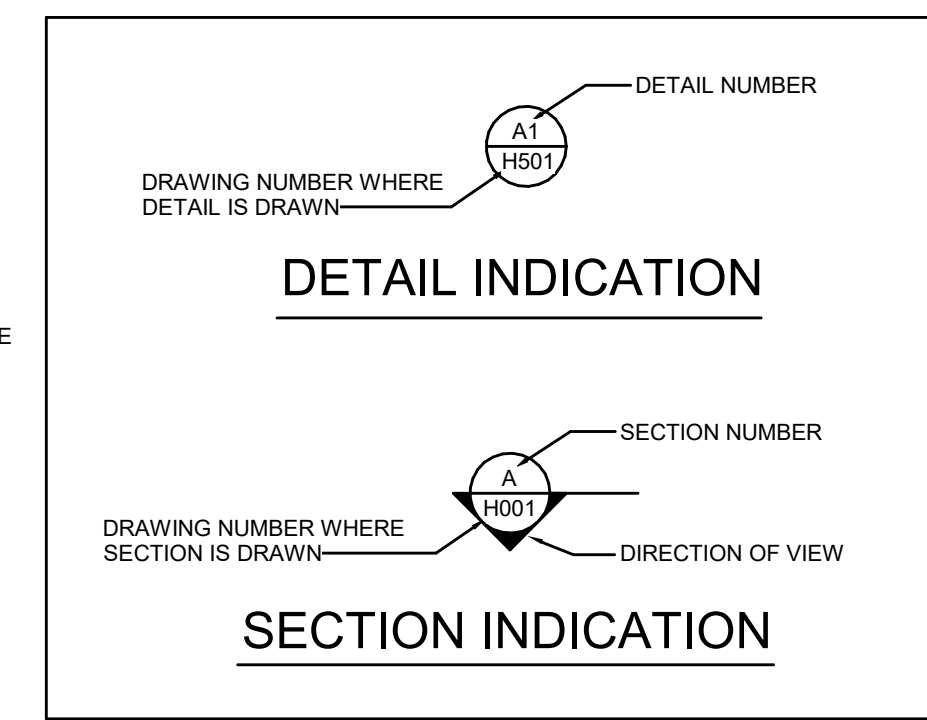 DETAIL NUMBER
A1
H501
DRAWING NUMBER WHERE
DETAIL IS DRAWN
DETAIL INDICATION
E
SECTION NUMBER
A
H001
DRAWING NUMBER WHERE
SECTION IS DRAWN
DIRECTION OF VIEW
SECTION INDICATION